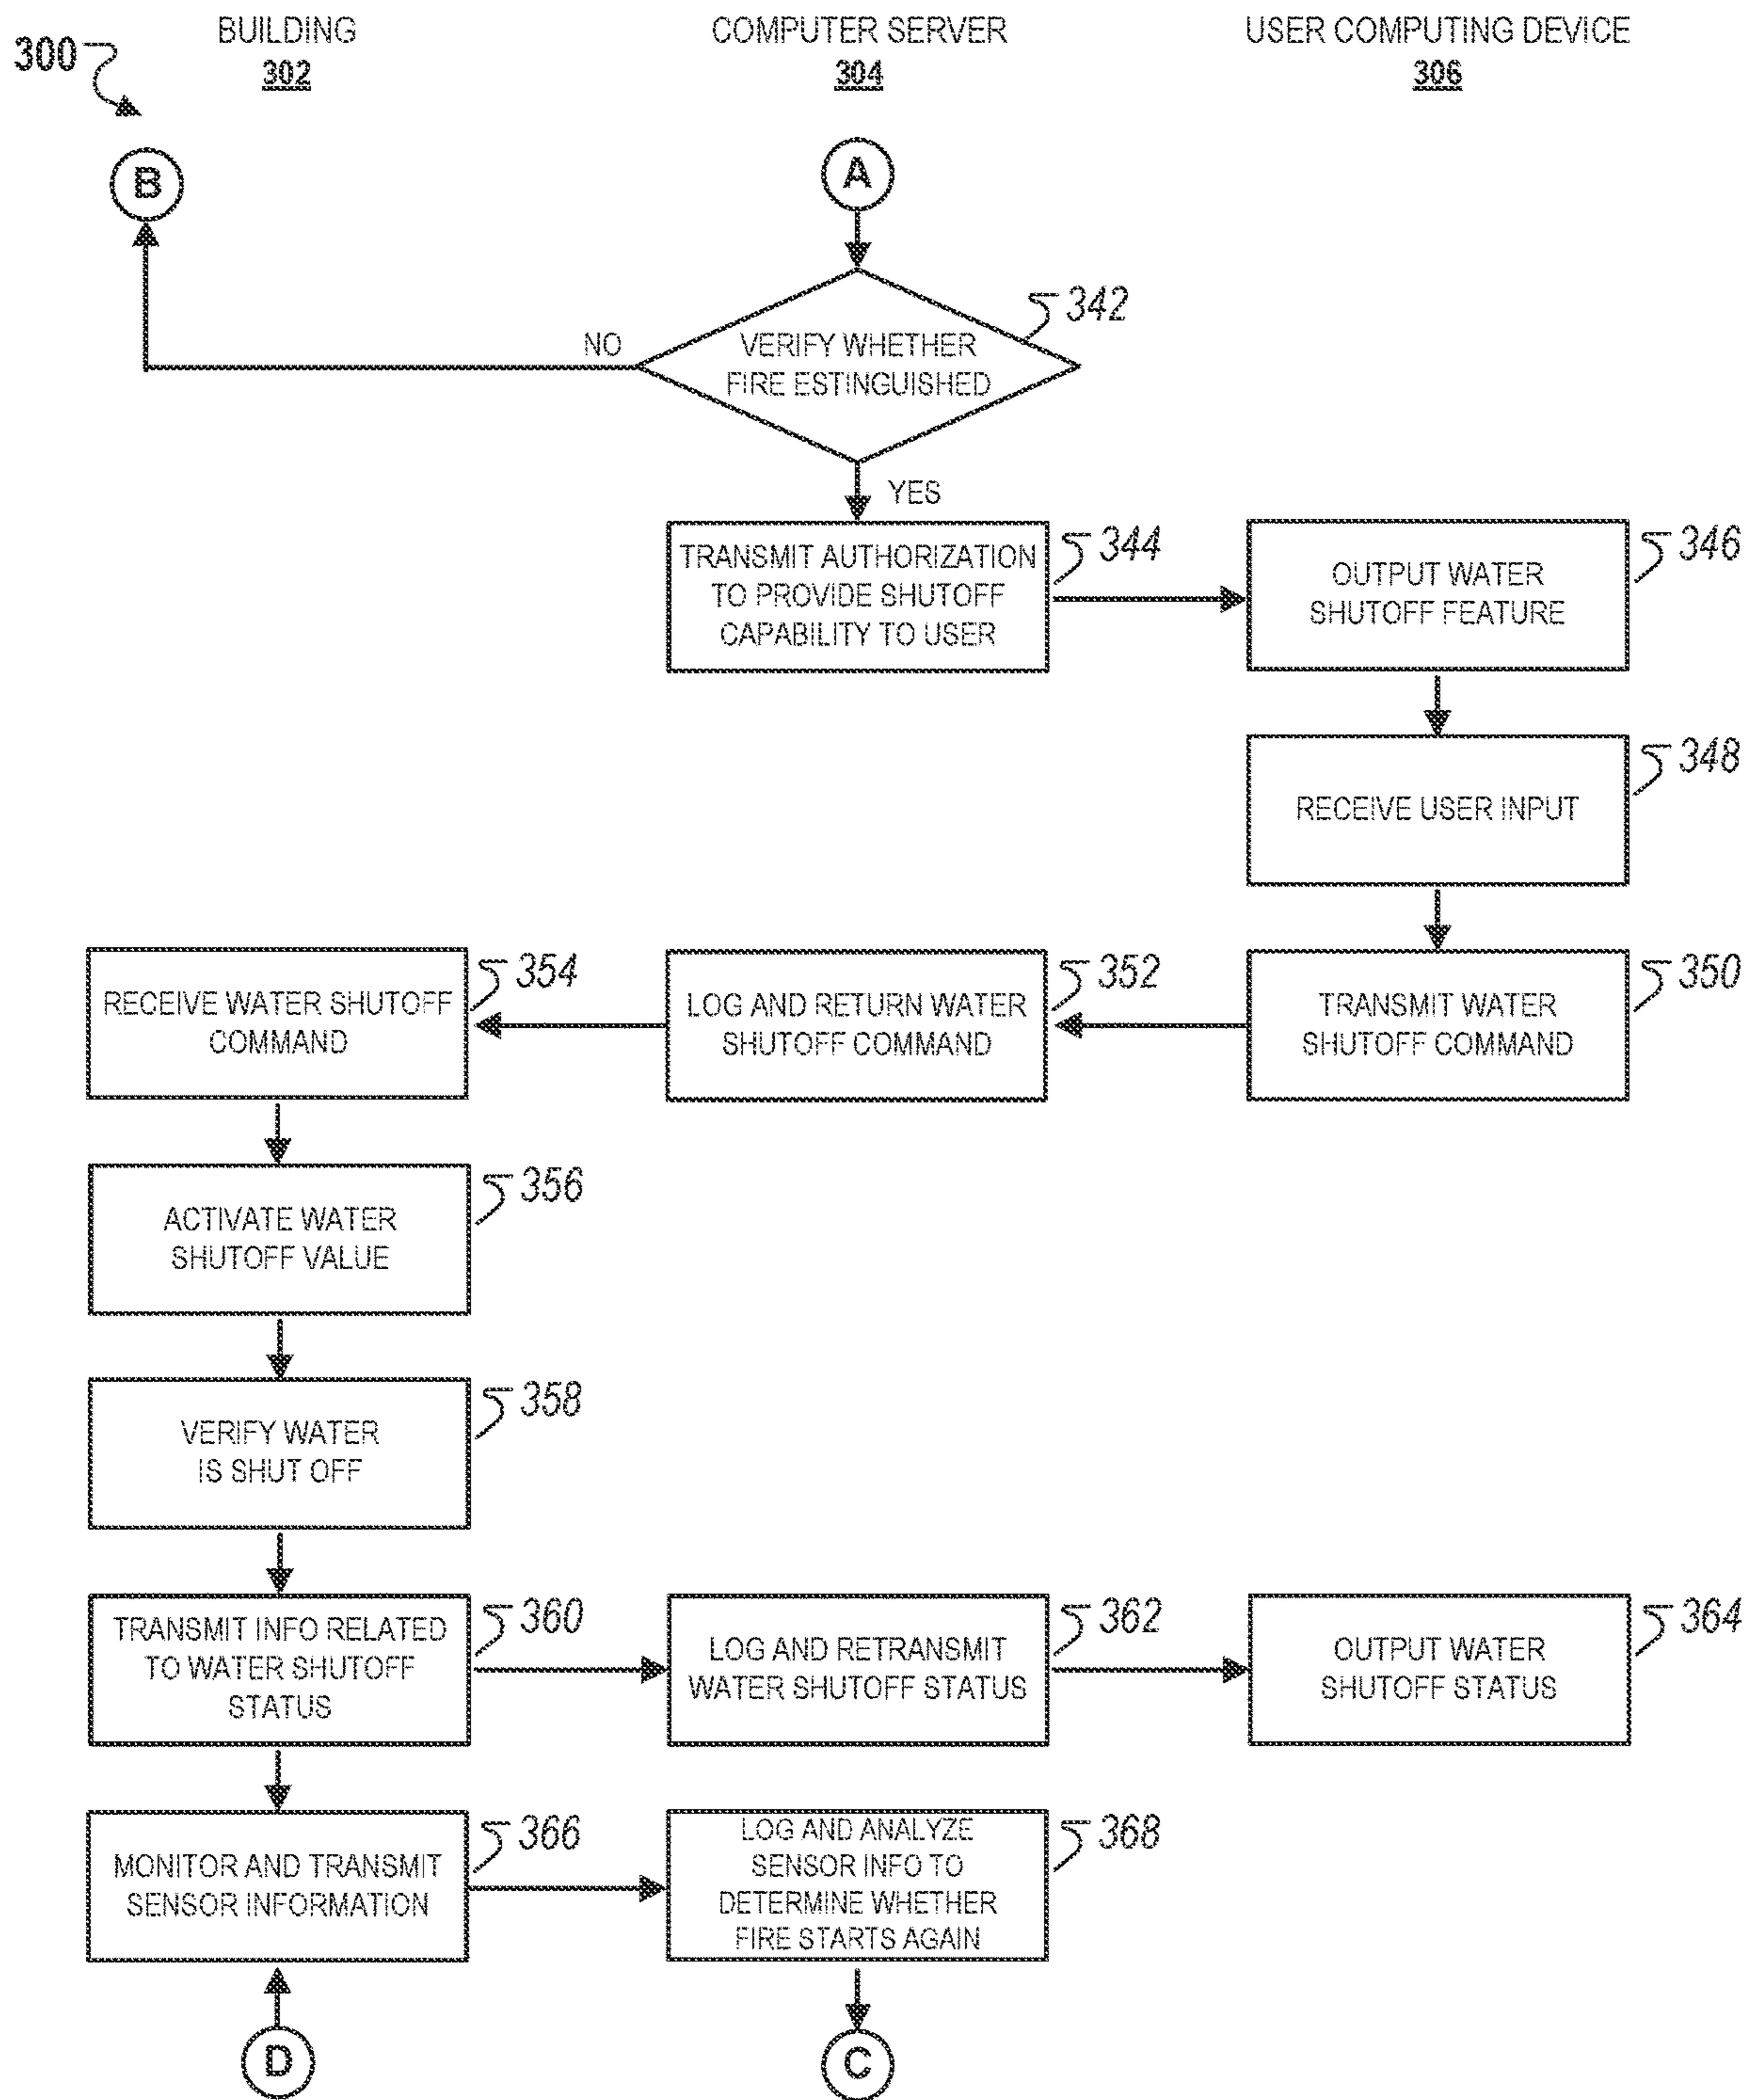 300
BUILDING
302
COMPUTER SERVER
304
USER COMPUTING DEVICE
306
B
A
342
VERIFY WHETHER
FIRE ESTINGUISHED
NO
YES
344
TRANSMIT AUTHORIZATION
TO PROVIDE SHUTOFF
CAPABILITY TO USER
346
OUTPUT WATER
SHUTOFF FEATURE
348
RECEIVE USER INPUT
350
TRANSMIT WATER
SHUTOFF COMMAND
352
LOG AND RETURN WATER
SHUTOFF COMMAND
354
RECEIVE WATER SHUTOFF
COMMAND
356
ACTIVATE WATER
SHUTOFF VALUE
358
VERIFY WATER
IS SHUT OFF
360
TRANSMIT INFO RELATED
TO WATER SHUTOFF
STATUS
362
LOG AND RETRANSMIT
WATER SHUTOFF STATUS
364
OUTPUT WATER
SHUTOFF STATUS
366
MONITOR AND TRANSMIT
SENSOR INFORMATION
368
LOG AND ANALYZE
SENSOR INFO TO
DETERMINE WHETHER
FIRE STARTS AGAIN
D
C